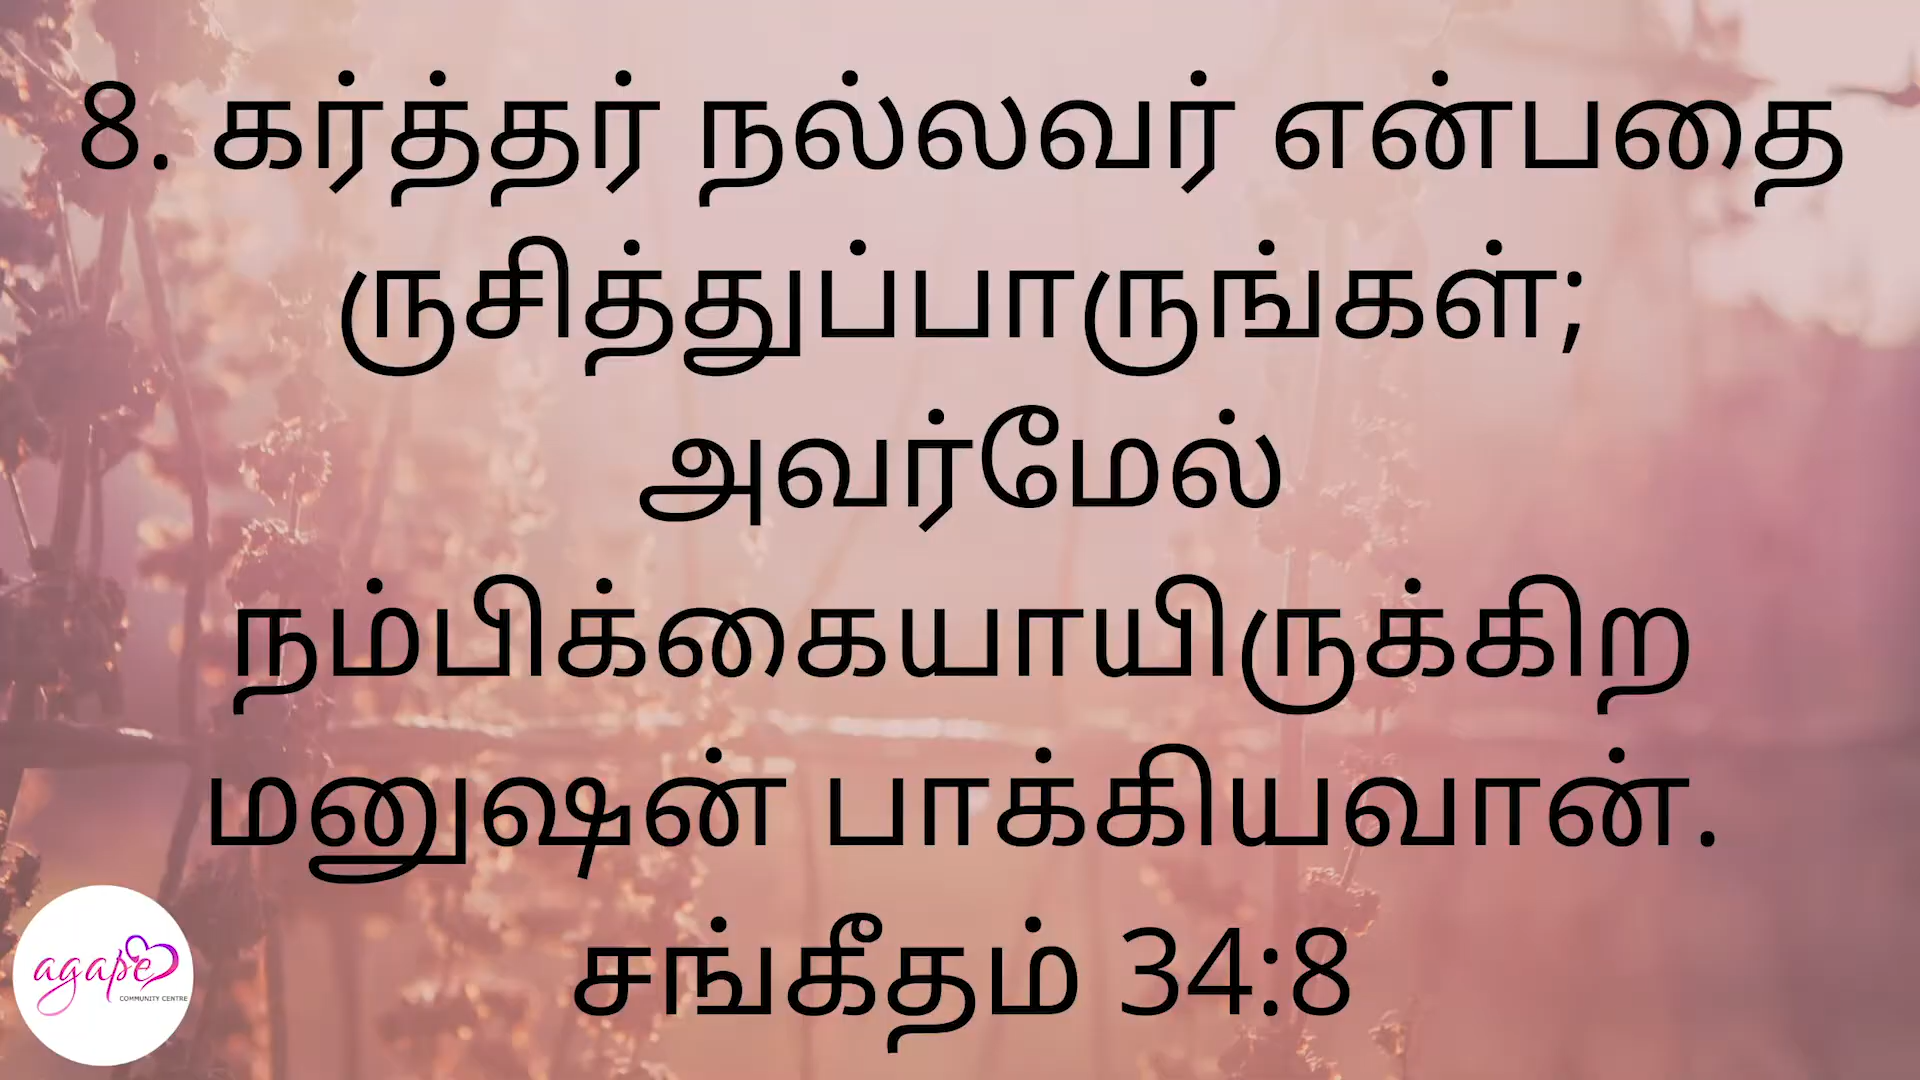 8. கர்த்தர் நல்லவர் என்பதை
ருசித்துப்பாருங்கள்;
அவர்மேல்
நம்பிக்கையாயிருக்கிற
மனுஷன் பாக்கியவான்.
சங்கீதம் 34:8
agape
COMMUNITY CENTRE